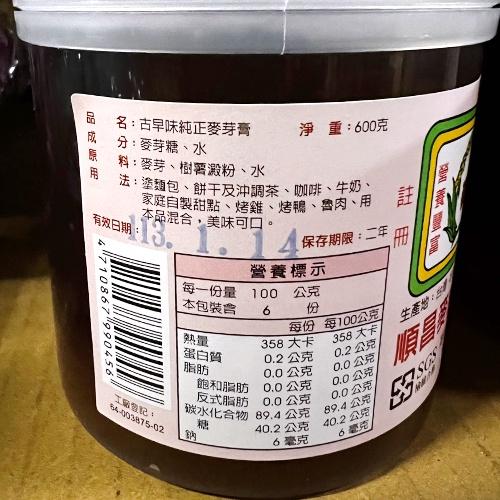 品名：古早味純正麥芽膏 淨重：600克
成分：麥芽糖、水
原料：麥芽、樹薯澱粉、水
用法：塗麵包、餅干及沖調茶、咖啡、牛奶、
家庭自製甜點、烤雞、烤鴨、魯肉、用
本品混合，美味可口。
有效日期：113. 1. 14 保存期限：二年
4710867990456
工廠登記：
64-003875-02
營養標示
每一份量 100 公克
本包裝含 6 份
每份 每100公克
熱量 358 大卡 358 大卡
蛋白質 0.2 公克 0.2 公克
脂肪 0.0 公克 0.0 公克
飽和脂肪 0.0 公克 0.0 公克
反式脂肪 0.0 公克 0.0 公克
碳水化合物 89.4 公克 89.4 公克
糖 40.2 公克 40.2 公克
鈉 6 毫克 6 毫克
註冊
營養豐富
生產地：台
順昌
SGS